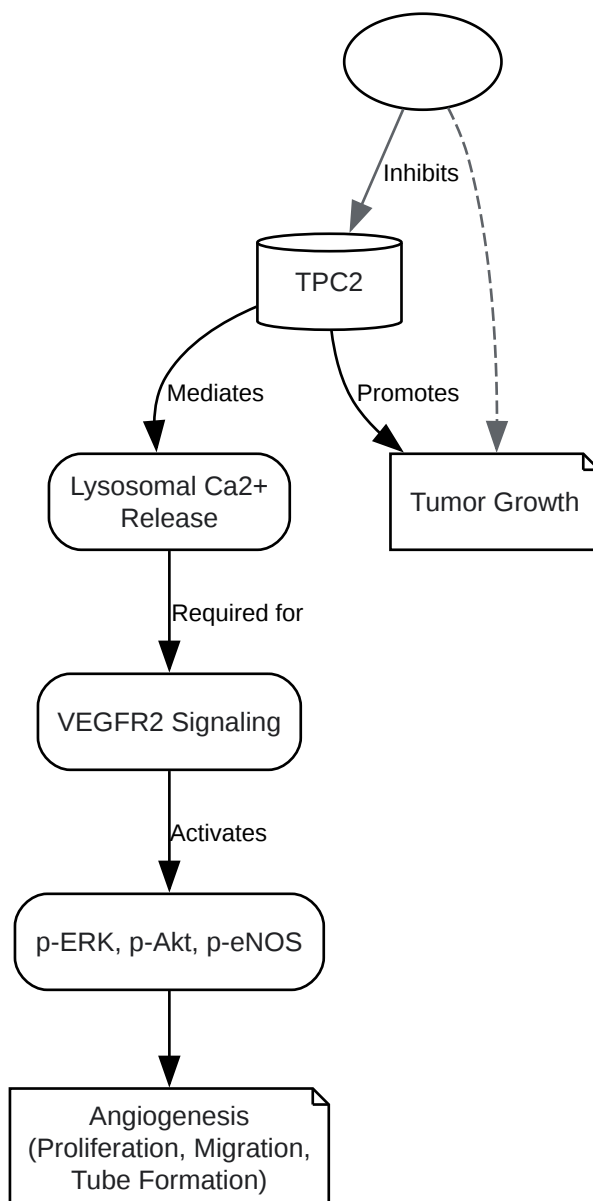 Inhibits
TPC2
Mediates
Promotes
Lysosomal Ca2+
Release
Tumor Growth
Required for
VEGFR2 Signaling
Activates
p-ERK, p-Akt, p-eNOS
Angiogenesis
(Proliferation, Migration,
Tube Formation)